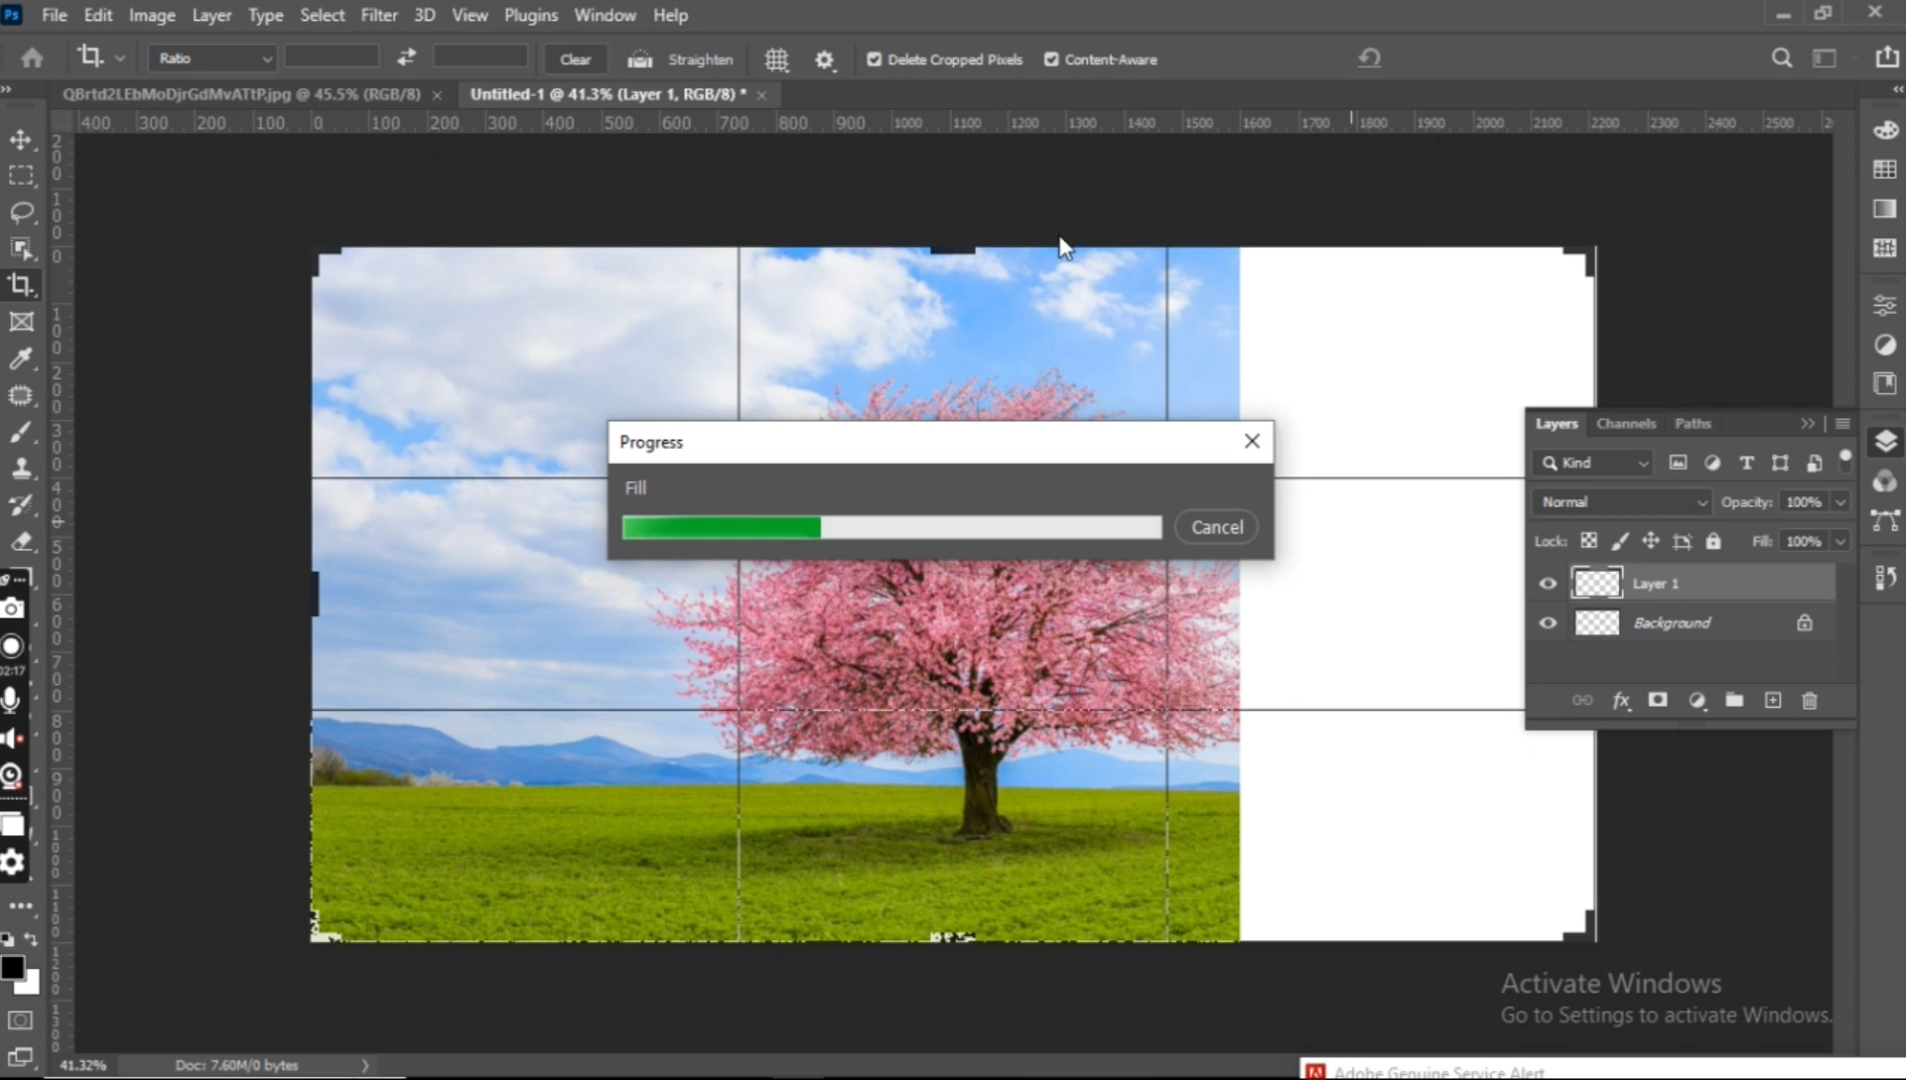 Ps File Edit Image Layer Type Select Filter 3D View Plugins Window Help
Ratio Clear Straighten Delete Cropped Pixels Content-Aware
QBrtd2LEbMoDjrGdMvATtP.jpg @ 45.5% (RGB/8) × Untitled-1 @ 41.3% (Layer 1, RGB/8) * ×
400 300 200 100 0 100 200 300 400 500 600 700 800 900 1000 1100 1200 1300 1400 1500 1600 1700 1800 1900 2000 2100 2200 2300 2400 2500
Progress
Fill
Cancel
Layers Channels Paths
Kind
Normal Opacity: 100%
Lock: Fill: 100%
Layer 1
Background
fx
02:17
Activate Windows
Go to Settings to activate Windows.
41.32% Doc: 7.60M/0 bytes
Adobe Genuine Service Alert